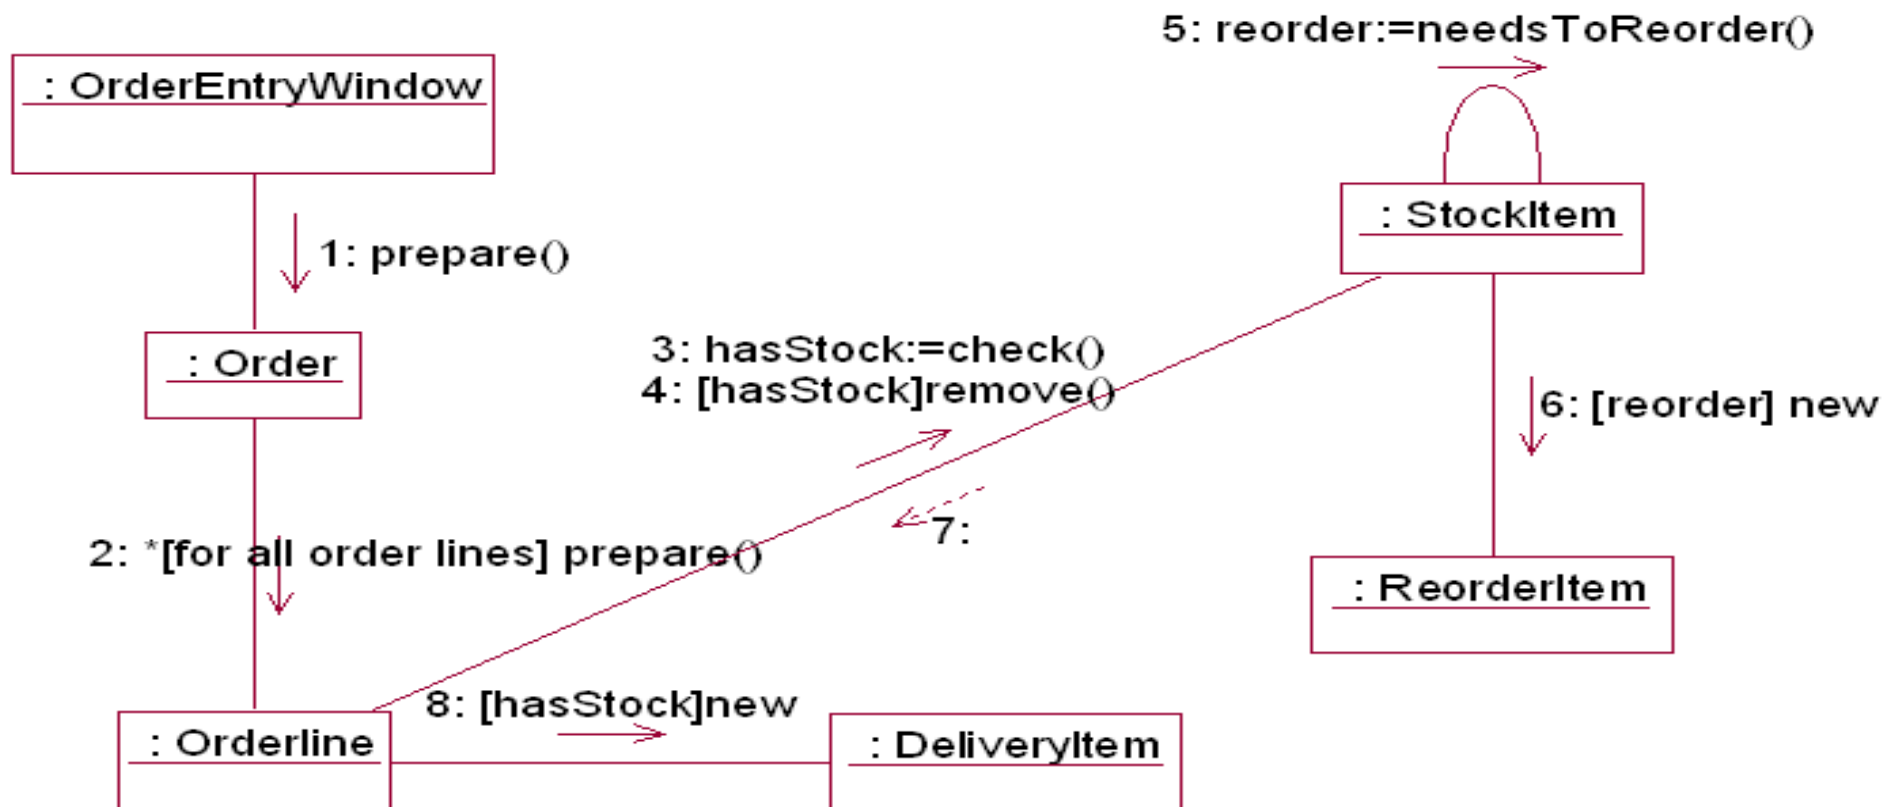 5: reorder:=needsToReorder()
: OrderEntryWindow
: StockItem
1: prepare()
3: hasStock:=check()
: Order
4: [hasStock]remove()
6: [reorder] new
7:
2: *[for all order lines] prepare()
: ReorderItem
8: [hasStock]new
: Orderline
: DeliveryItem